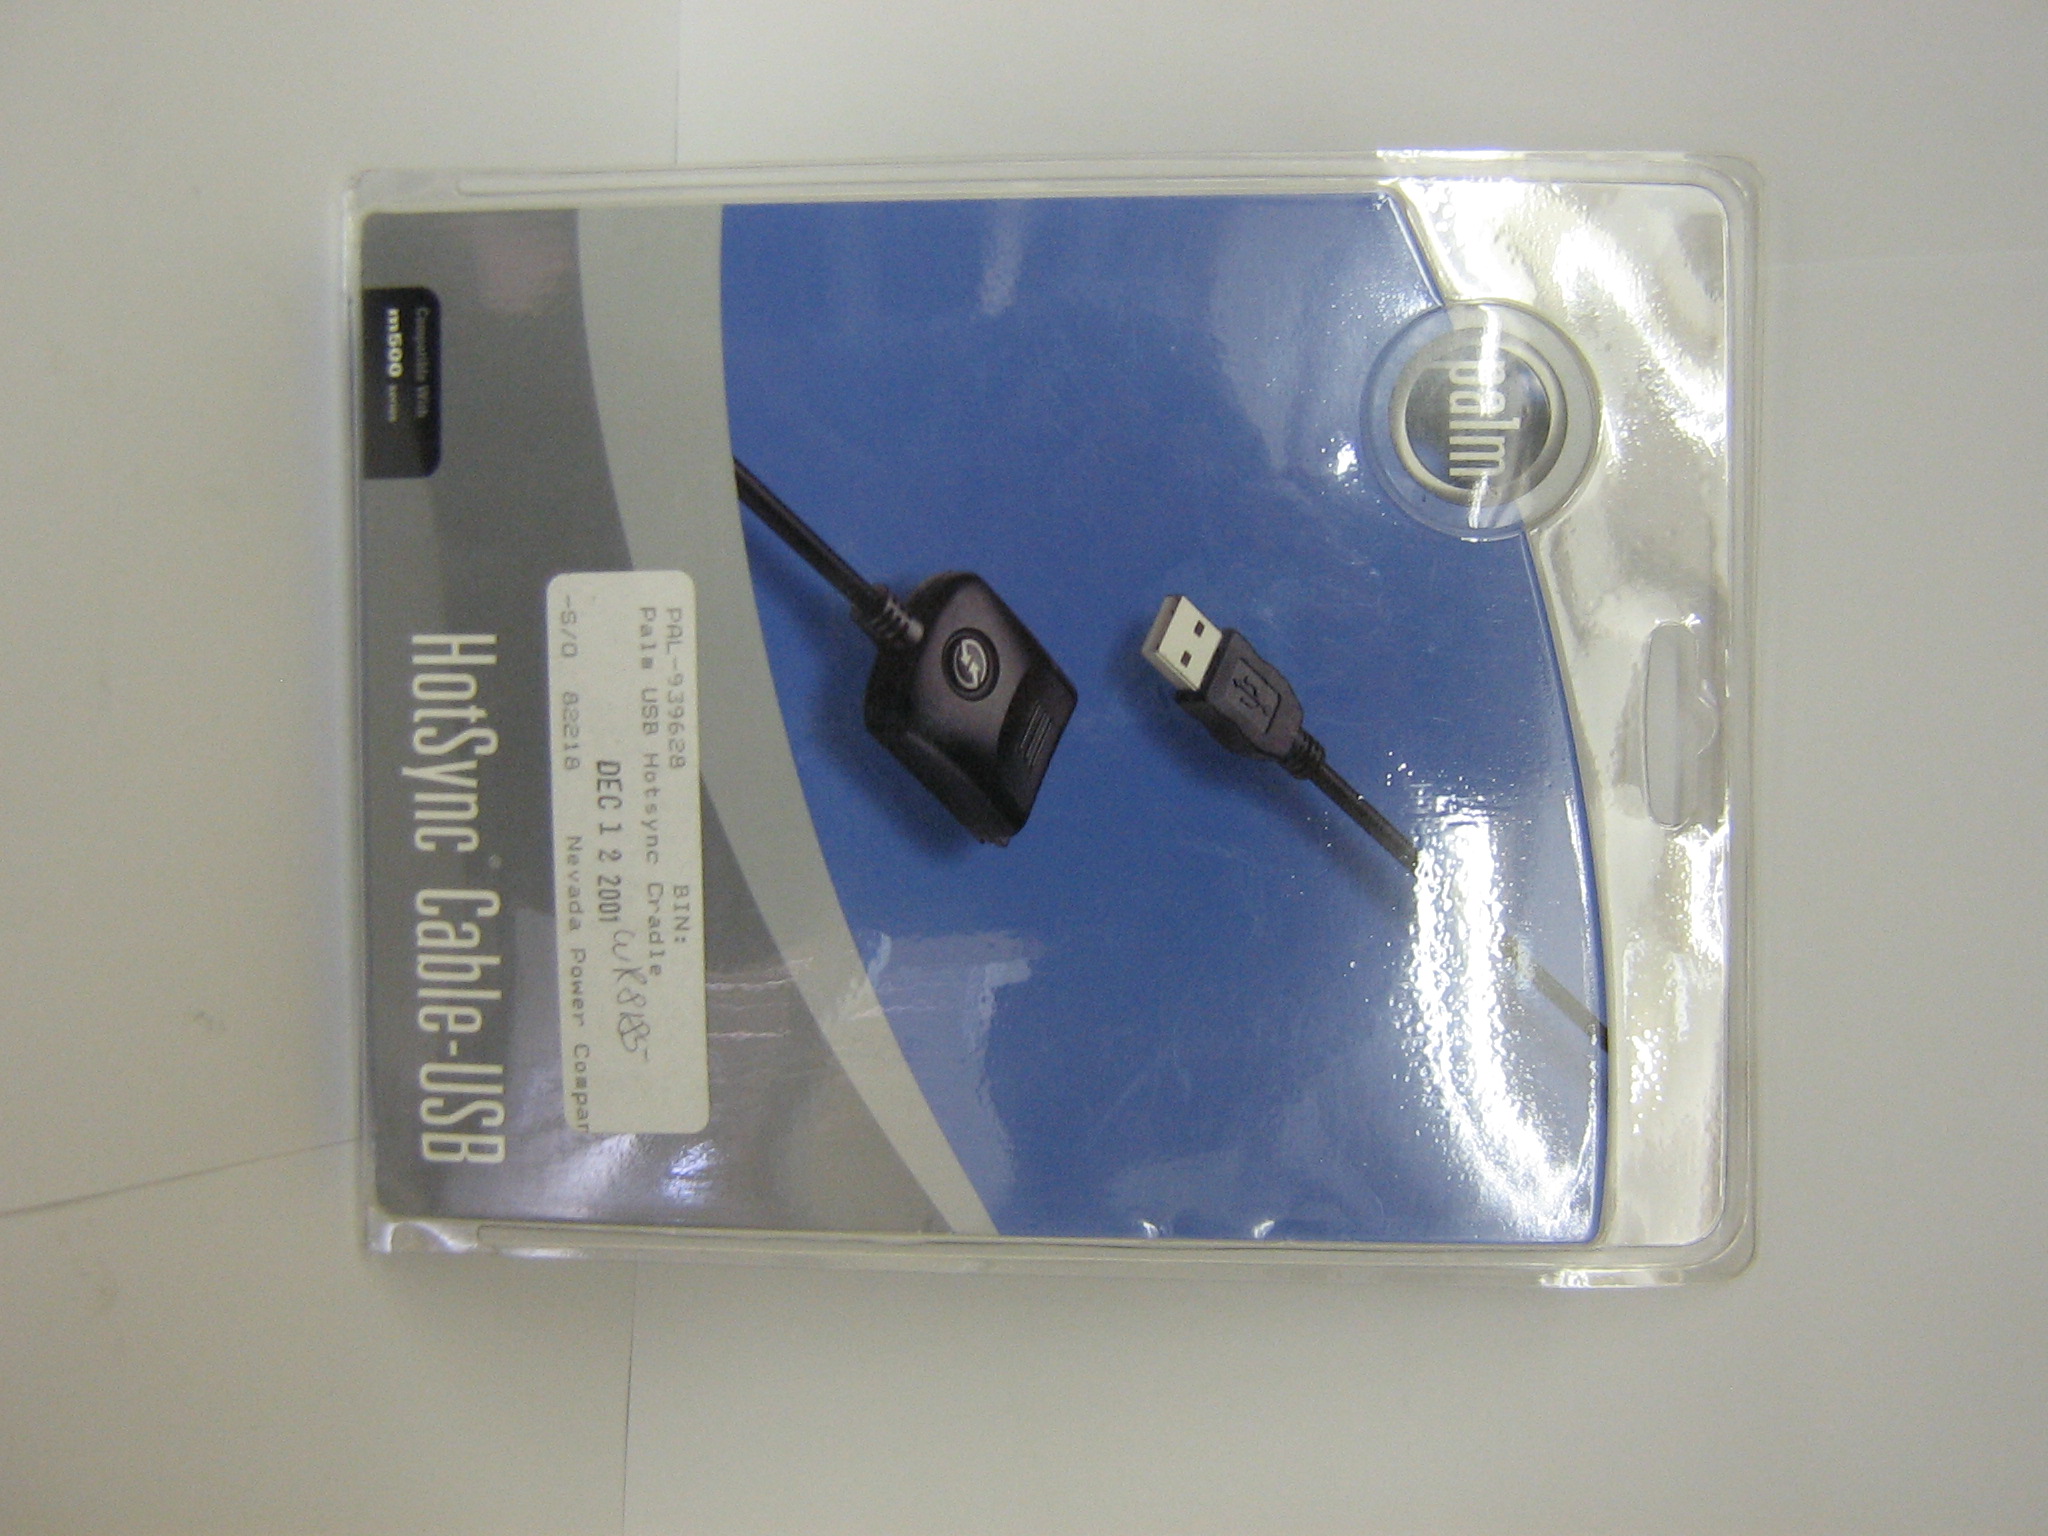 palm
PAL-939628 BIN:
Palm USB Hotsync Cradle
DEC 1 2 2001
-S/O 82218 Nevada Power Compan
HotSync® Cable-USB
Compatible With
m500 series